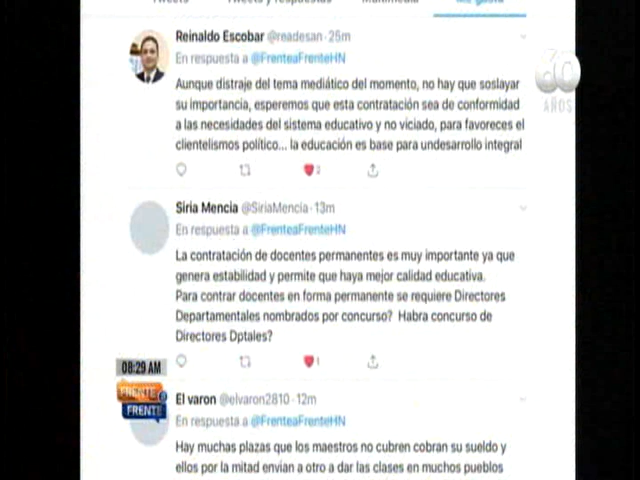 Tweets Tweets y respuestas Multimedia Me gusta
Reinaldo Escobar @readesan · 25m
En respuesta a @FrenteaFrenteHN
60
AÑOS
Aunque distraje del tema mediático del momento, no hay que soslayar
su importancia, esperemos que esta contratación sea de conformidad
a las necesidades del sistema educativo y no viciado, para favoreces el
clientelismos político... la educación es base para undesarrollo integral
2
Siria Mencia @SiriaMencia · 13m
En respuesta a @FrenteaFrenteHN
La contratación de docentes permanentes es muy importante ya que
genera estabilidad y permite que haya mejor calidad educativa.
Para contrar docentes en forma permanente se requiere Directores
Departamentales nombrados por concurso? Habra concurso de
Directores Dptales?
1
08:29 AM
FRENTE a
FRENTE
El varon @elvaron2810 · 12m
En respuesta a @FrenteaFrenteHN
Hay muchas plazas que los maestros no cubren cobran su sueldo y
ellos por la mitad envian a otro a dar las clases en muchos pueblos